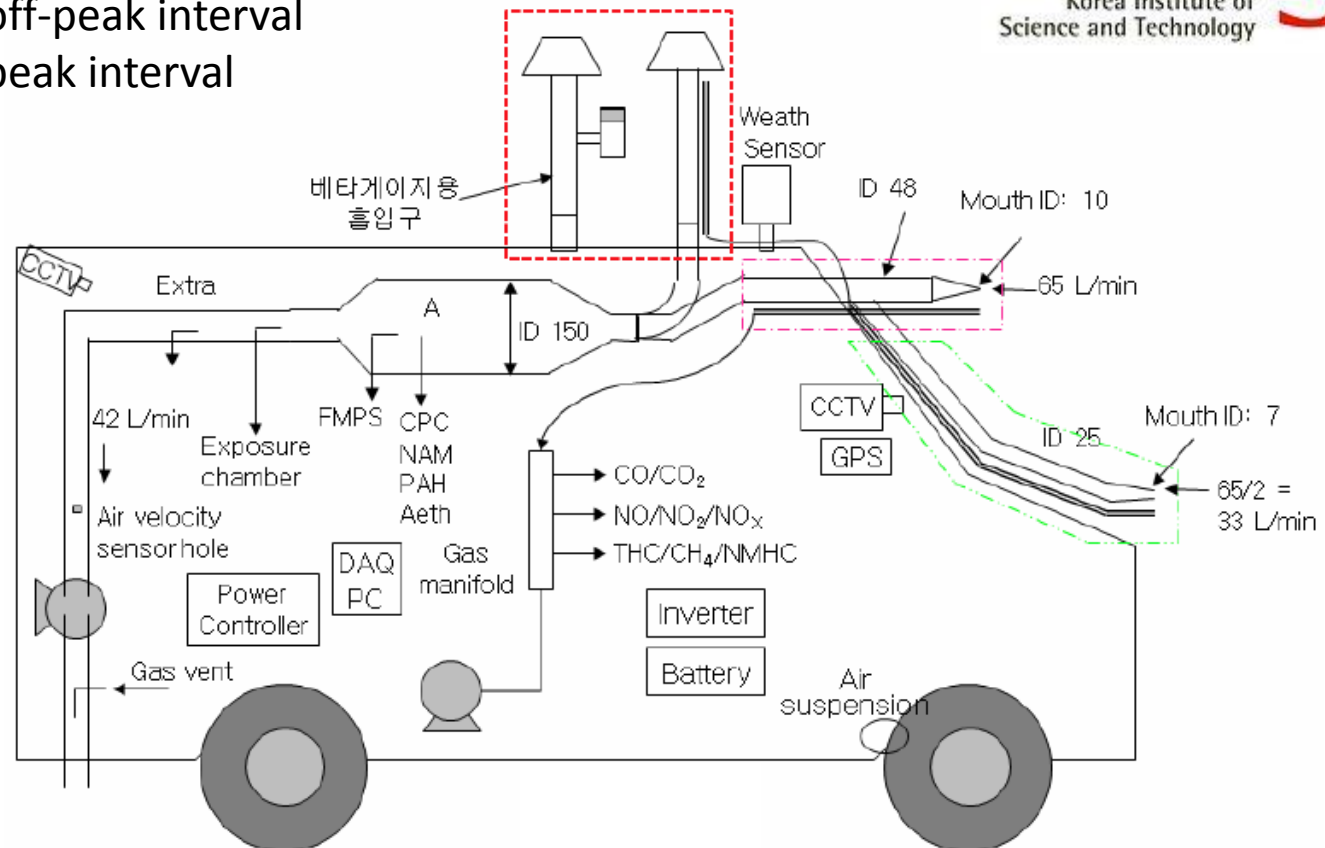 off-peak interval
peak interval
Korea Institute of
Science and Technology
Weath
Sensor
베타게이지용
흡입구
ID 48
Mouth ID: 10
CCTV
Extra
A
ID 150
65 L/min
42 L/min
FMPS
CPC
NAM
PAH
Aeth
Exposure
chamber
CCTV
GPS
ID 25
Mouth ID: 7
65/2 =
33 L/min
CO/CO₂
NO/NO₂/NOₓ
THC/CH₄/NMHC
Air velocity
sensor hole
Gas
manifold
DAQ
PC
Power
Controller
Inverter
Battery
Gas vent
Air
suspension